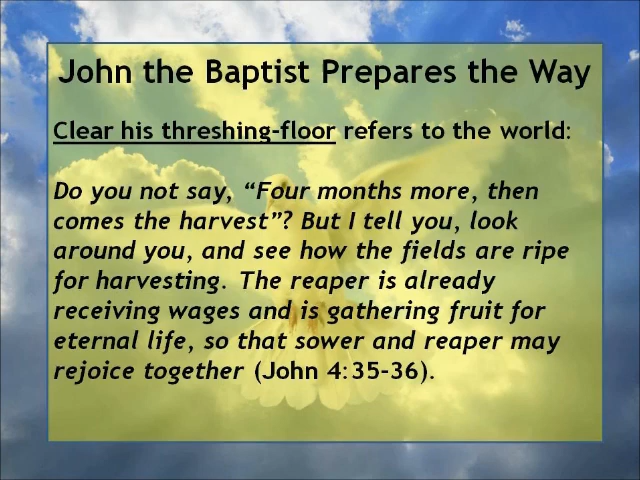 John the Baptist Prepares the Way
Clear his threshing-floor refers to the world:
Do you not say, “Four months more, then
comes the harvest”? But I tell you, look
around you, and see how the fields are ripe
for harvesting. The reaper is already
receiving wages and is gathering fruit for
eternal life, so that sower and reaper may
rejoice together (John 4:35-36).